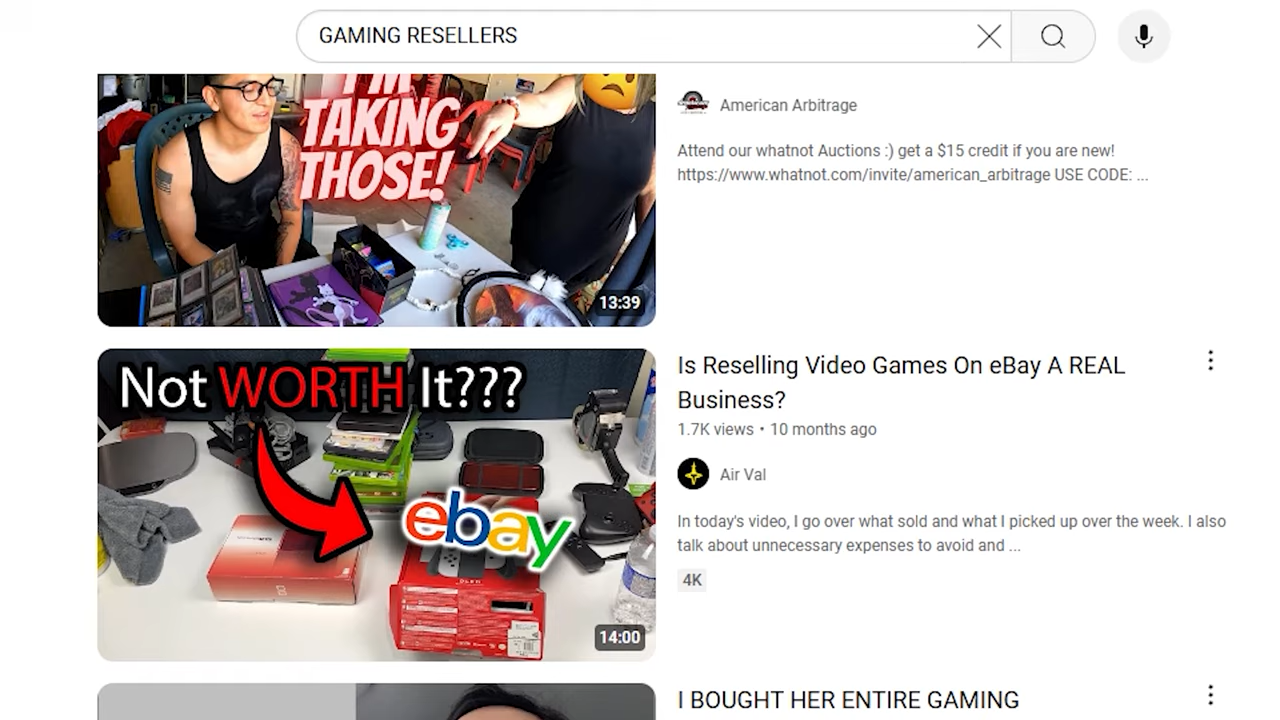 GAMING RESELLERS
I'M
TAKING
THOSE!
13:39
American Arbitrage
Attend our whatnot Auctions :) get a $15 credit if you are new!
https://www.whatnot.com/invite/american_arbitrage USE CODE: ...
Not WORTH It???
ebay
14:00
Is Reselling Video Games On eBay A REAL
Business?
1.7K views • 10 months ago
Air Val
In today's video, I go over what sold and what I picked up over the week. I also
talk about unnecessary expenses to avoid and ...
4K
I BOUGHT HER ENTIRE GAMING